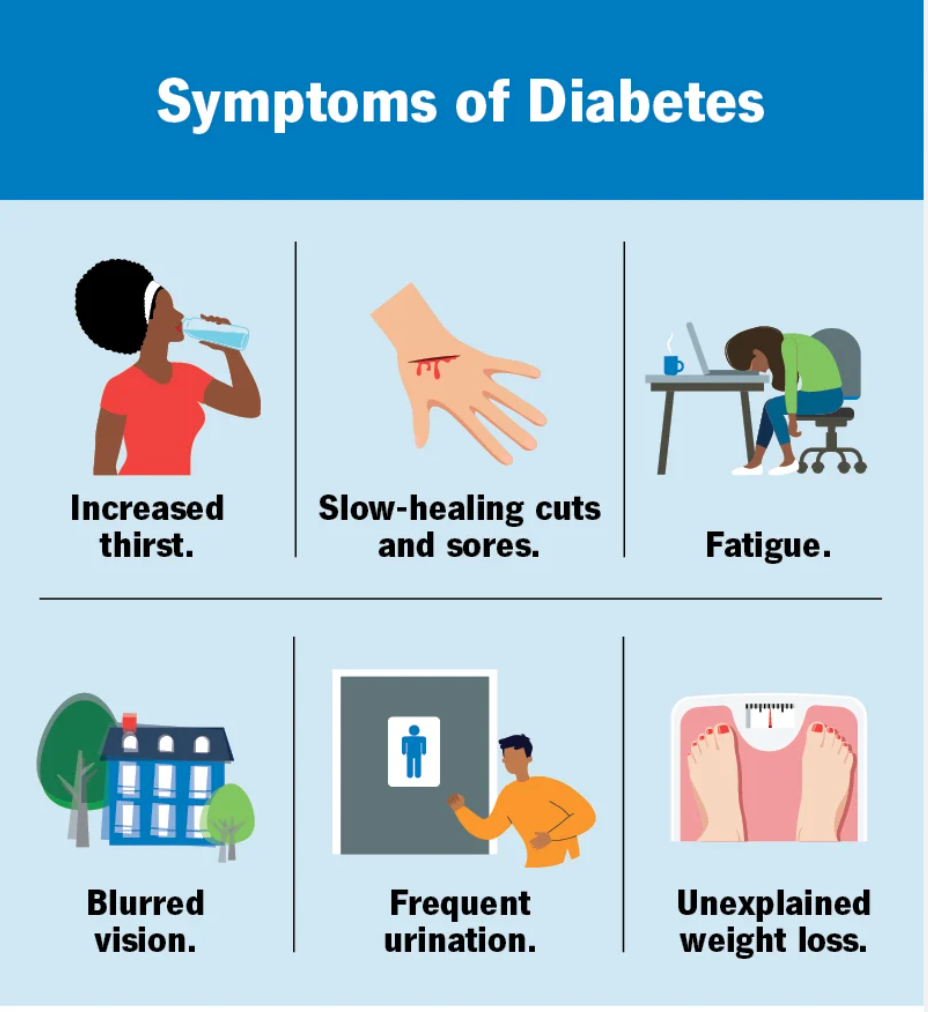 Symptoms of Diabetes
Increased
thirst.
Slow-healing cuts
and sores.
Fatigue.
Blurred
vision.
Frequent
urination.
Unexplained
weight loss.